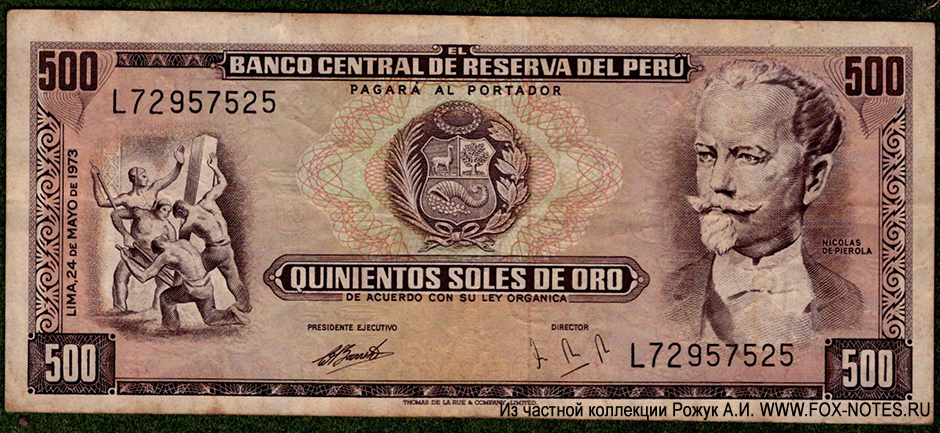 EL
BANCO CENTRAL DE RESERVA DEL PERÚ
500
500
PAGARÁ AL PORTADOR
L72957525
LIMA, 24 DE MAYO DE 1973
NICOLAS
DE PIEROLA
QUINIENTOS SOLES DE ORO
DE ACUERDO CON SU LEY ORGANICA
PRESIDENTE EJECUTIVO
DIRECTOR
L72957525
500
500
THOMAS DE LA RUE & COMPANY, LIMITED.
Из частной коллекции Рожук А.И. WWW.FOX-NOTES.RU